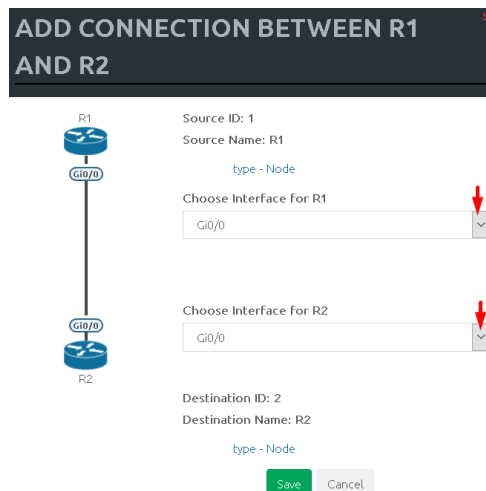 ADD CONNECTION BETWEEN R1
AND R2
R1
Source ID: 1
Source Name: R1
Gi0/0
type - Node
Choose Interface for R1
Gi0/0
Choose Interface for R2
Gi0/0
Gi0/0
R2
Destination ID: 2
Destination Name: R2
type - Node
Save
Cancel